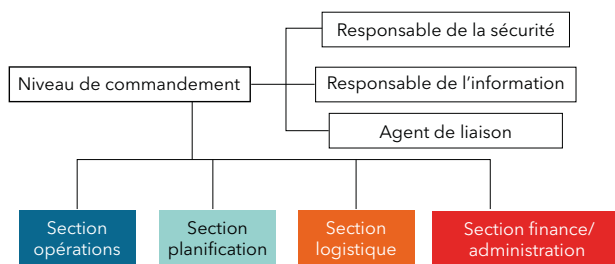 Responsable de la sécurité
Niveau de commandement
Responsable de l'information
Agent de liaison
Section
opérations
Section
planification
Section
logistique
Section finance/
administration